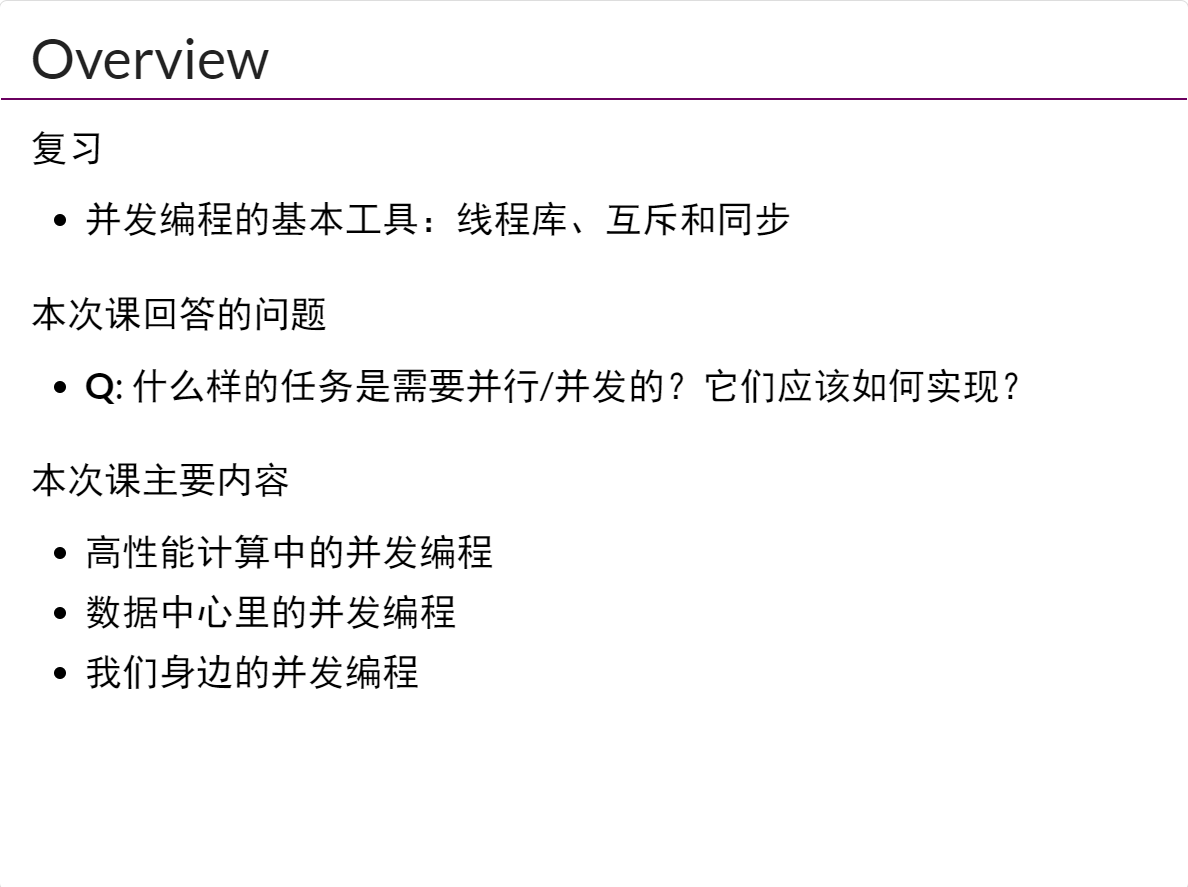 Overview
复习
并发编程的基本工具：线程库、互斥和同步
本次课回答的问题
Q: 什么样的任务是需要并行/并发的？它们应该如何实现？
本次课主要内容
高性能计算中的并发编程
数据中心里的并发编程
我们身边的并发编程